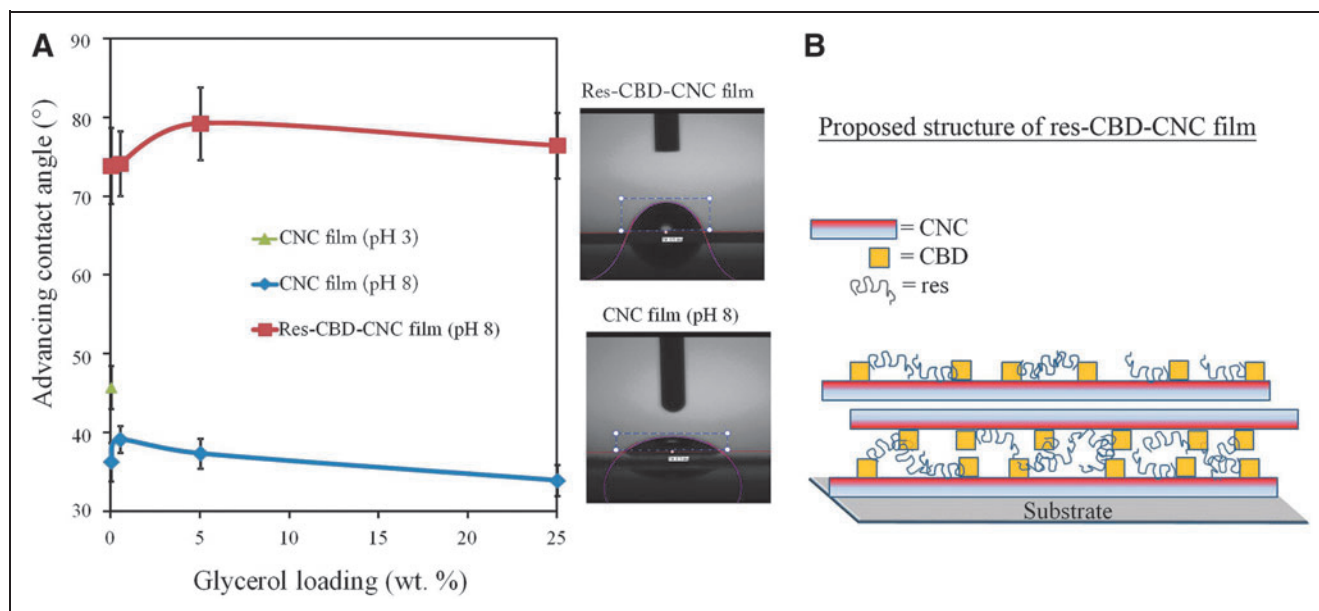 A
90
80
70
60
50
40
30
0
5
10
15
20
25
Advancing contact angle (°)
Glycerol loading (wt. %)
CNC film (pH 3)
CNC film (pH 8)
Res-CBD-CNC film (pH 8)
Res-CBD-CNC film
CNC film (pH 8)
B
Proposed structure of res-CBD-CNC film
= CNC
= CBD
= res
Substrate